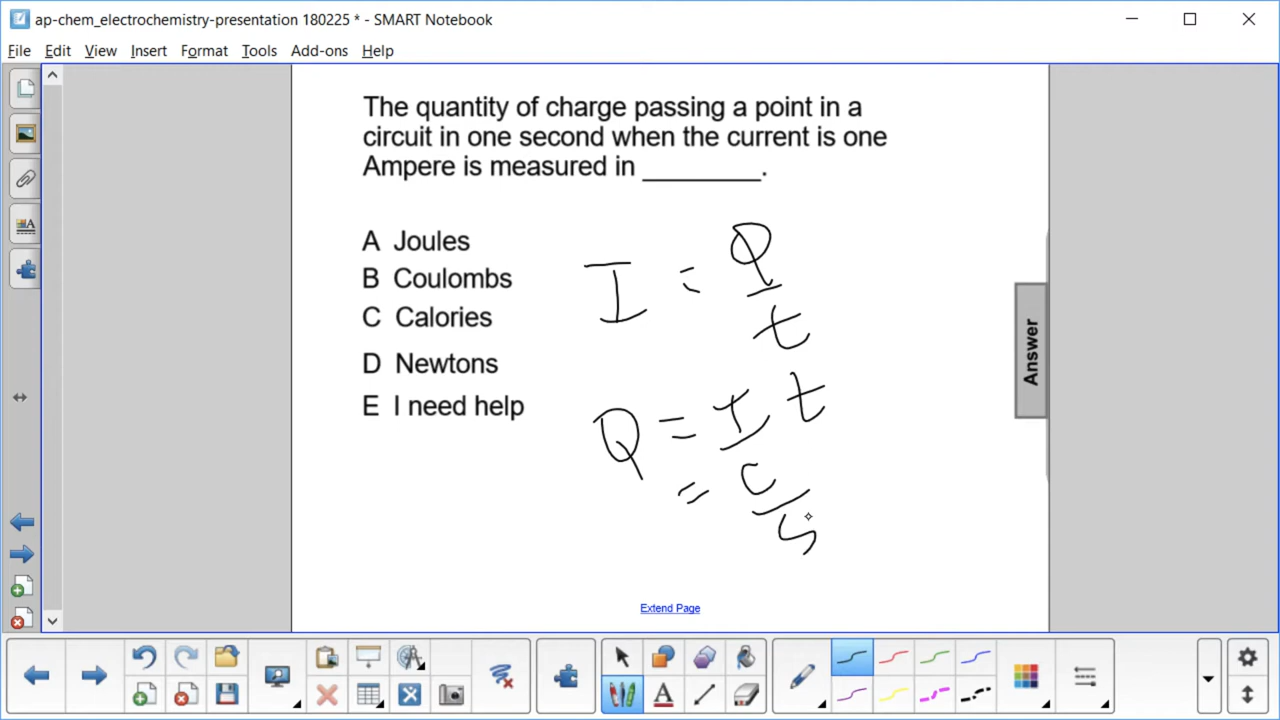 ap-chem_electrochemistry-presentation 180225 * - SMART Notebook
File Edit View Insert Format Tools Add-ons Help
The quantity of charge passing a point in a
circuit in one second when the current is one
Ampere is measured in ________.
A Joules
B Coulombs
C Calories
D Newtons
E I need help
I = Q/t
Q = I t
= C/s
Answer
Extend Page